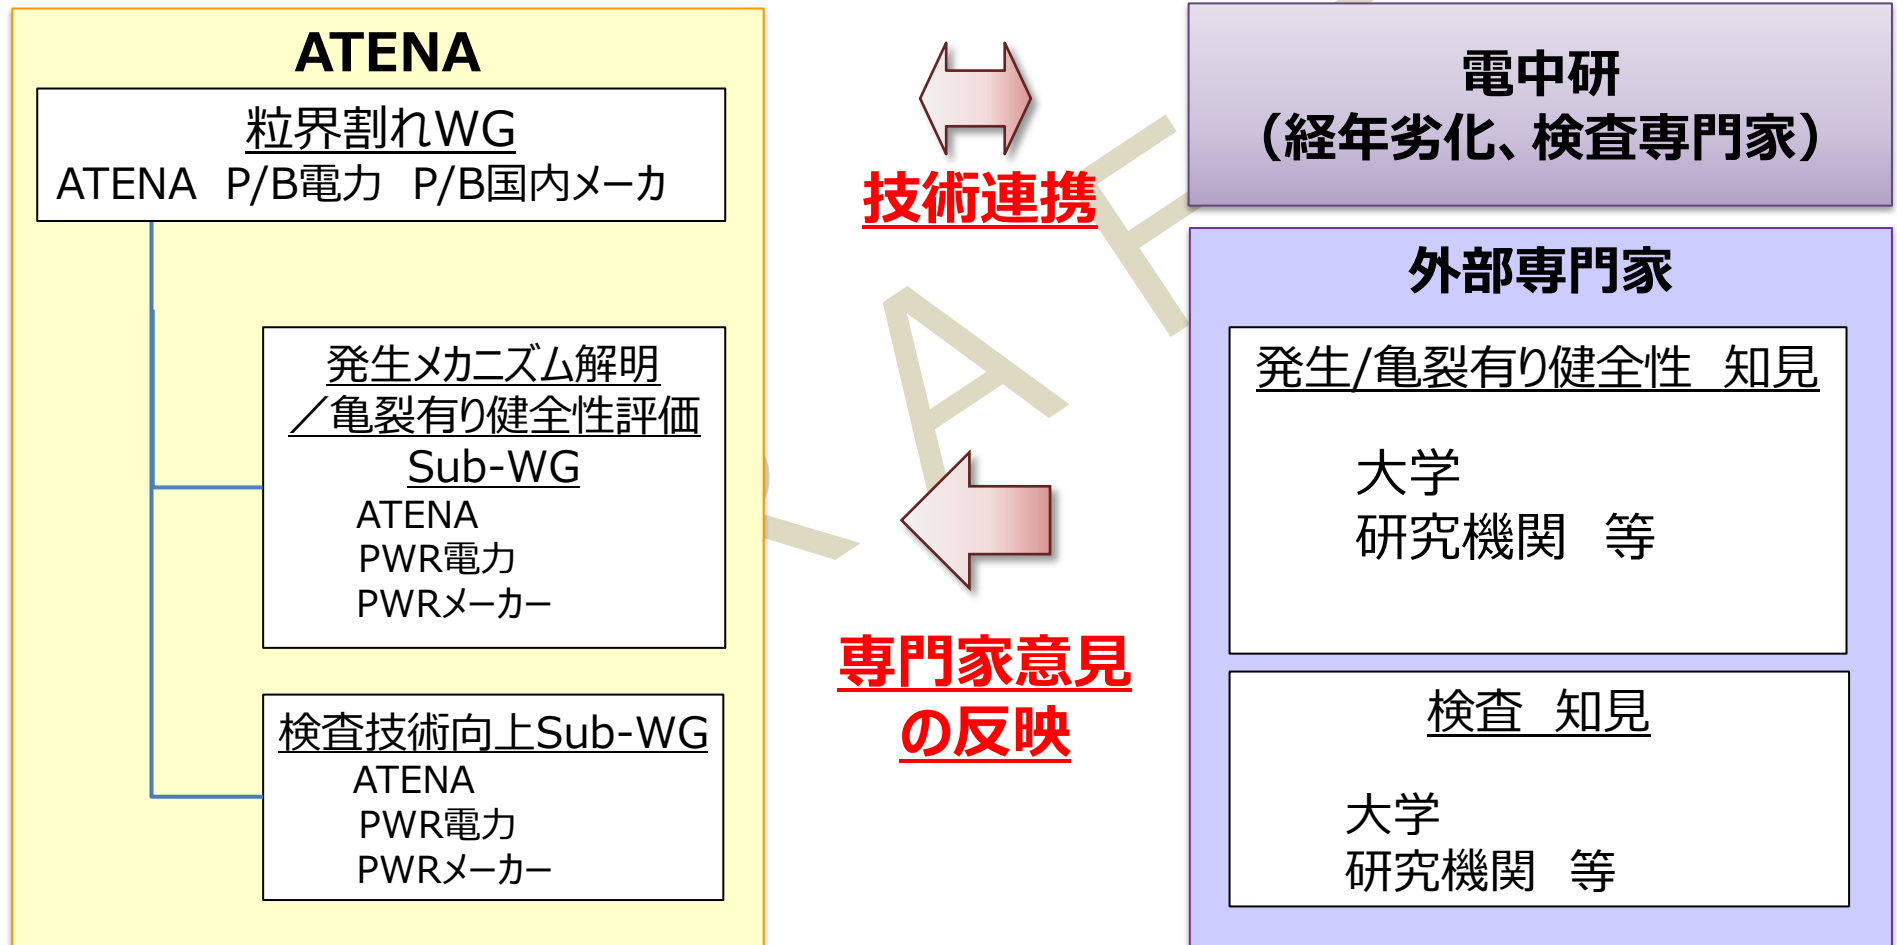 ATENA
粒界割れWG
ATENA　P/B電力　P/B国内メーカ
発生メカニズム解明
／亀裂有り健全性評価
Sub-WG
ATENA
PWR電力
PWRメーカー
検査技術向上Sub-WG
ATENA
PWR電力
PWRメーカー
技術連携
専門家意見
の反映
電中研
（経年劣化、検査専門家）
外部専門家
発生/亀裂有り健全性　知見
大学
研究機関　等
検査　知見
大学
研究機関　等